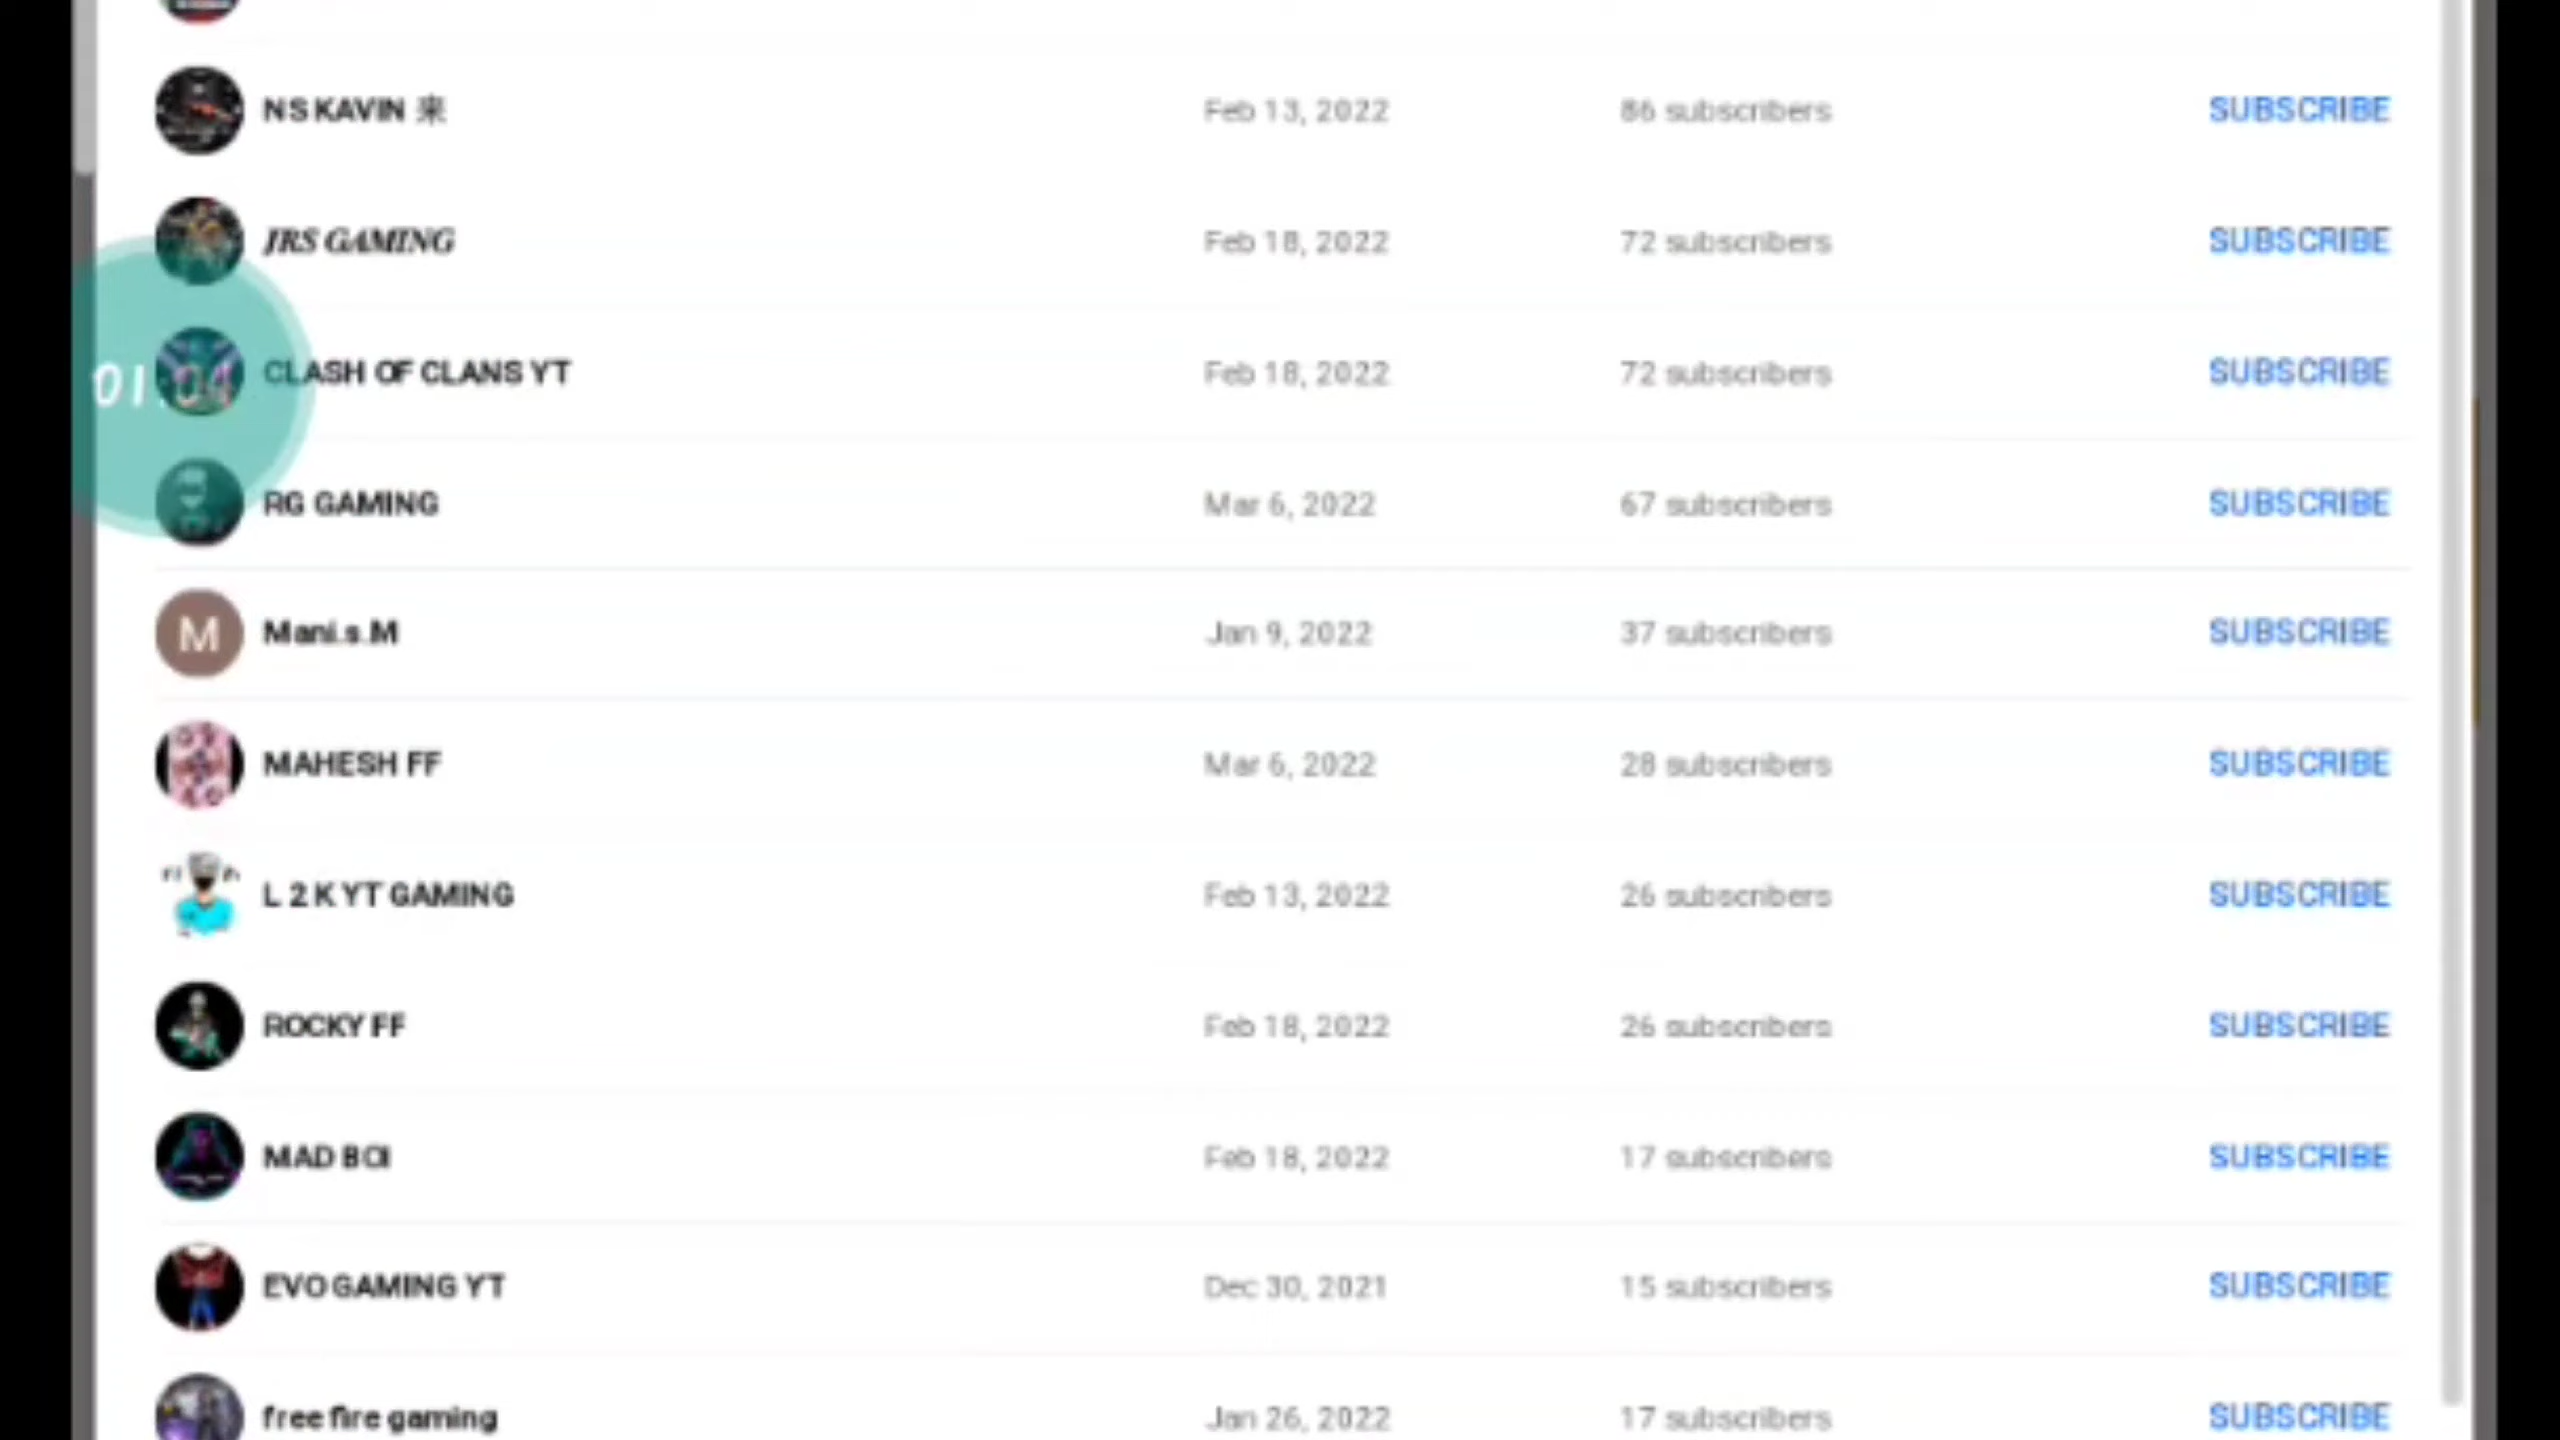 NS KAVIN 来 Feb 13, 2022 86 subscribers SUBSCRIBE
JRS GAMING Feb 18, 2022 72 subscribers SUBSCRIBE
01:04 CLASH OF CLANS YT Feb 18, 2022 72 subscribers SUBSCRIBE
RG GAMING Mar 6, 2022 67 subscribers SUBSCRIBE
M Mani.s.M Jan 9, 2022 37 subscribers SUBSCRIBE
MAHESH FF Mar 6, 2022 28 subscribers SUBSCRIBE
L 2 K YT GAMING Feb 13, 2022 26 subscribers SUBSCRIBE
ROCKY FF Feb 18, 2022 26 subscribers SUBSCRIBE
MAD BOI Feb 18, 2022 17 subscribers SUBSCRIBE
EVO GAMING YT Dec 30, 2021 15 subscribers SUBSCRIBE
free fire gaming Jan 26, 2022 17 subscribers SUBSCRIBE